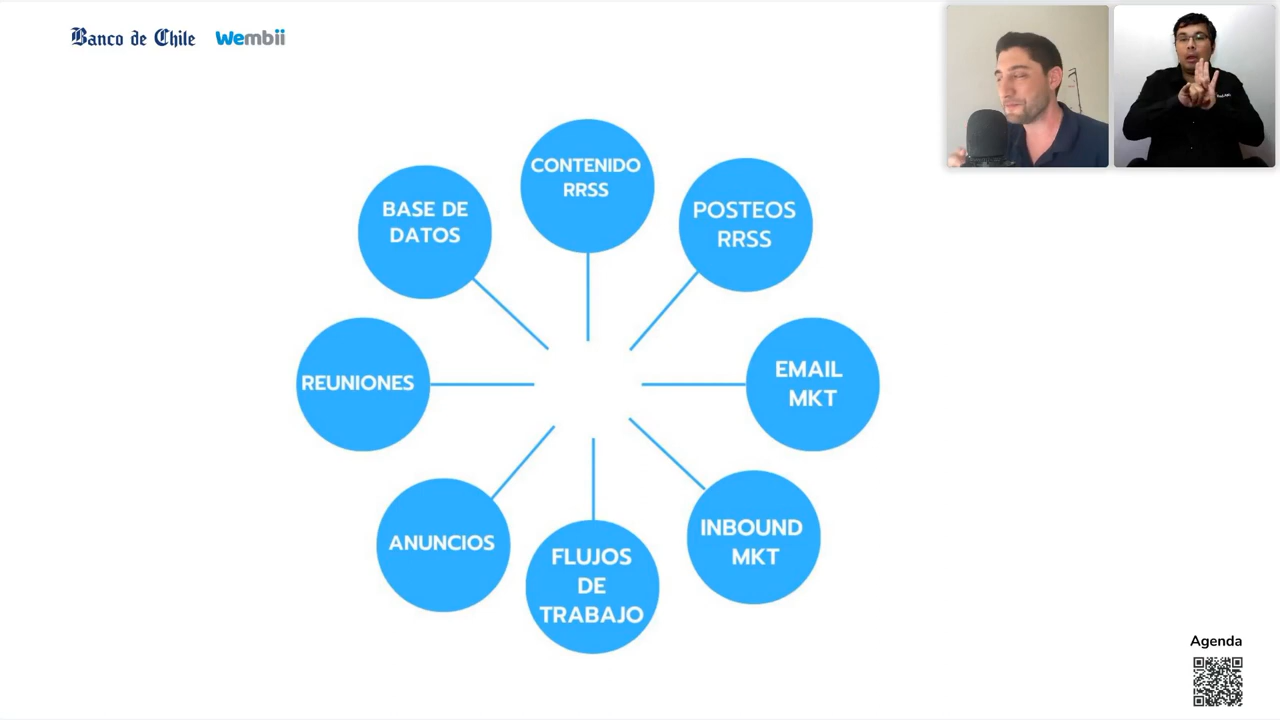 Banco de Chile Wembii
CONTENIDO
RRSS
POSTEOS
RRSS
BASE DE
DATOS
EMAIL
MKT
REUNIONES
INBOUND
MKT
ANUNCIOS
FLUJOS
DE
TRABAJO
Agenda